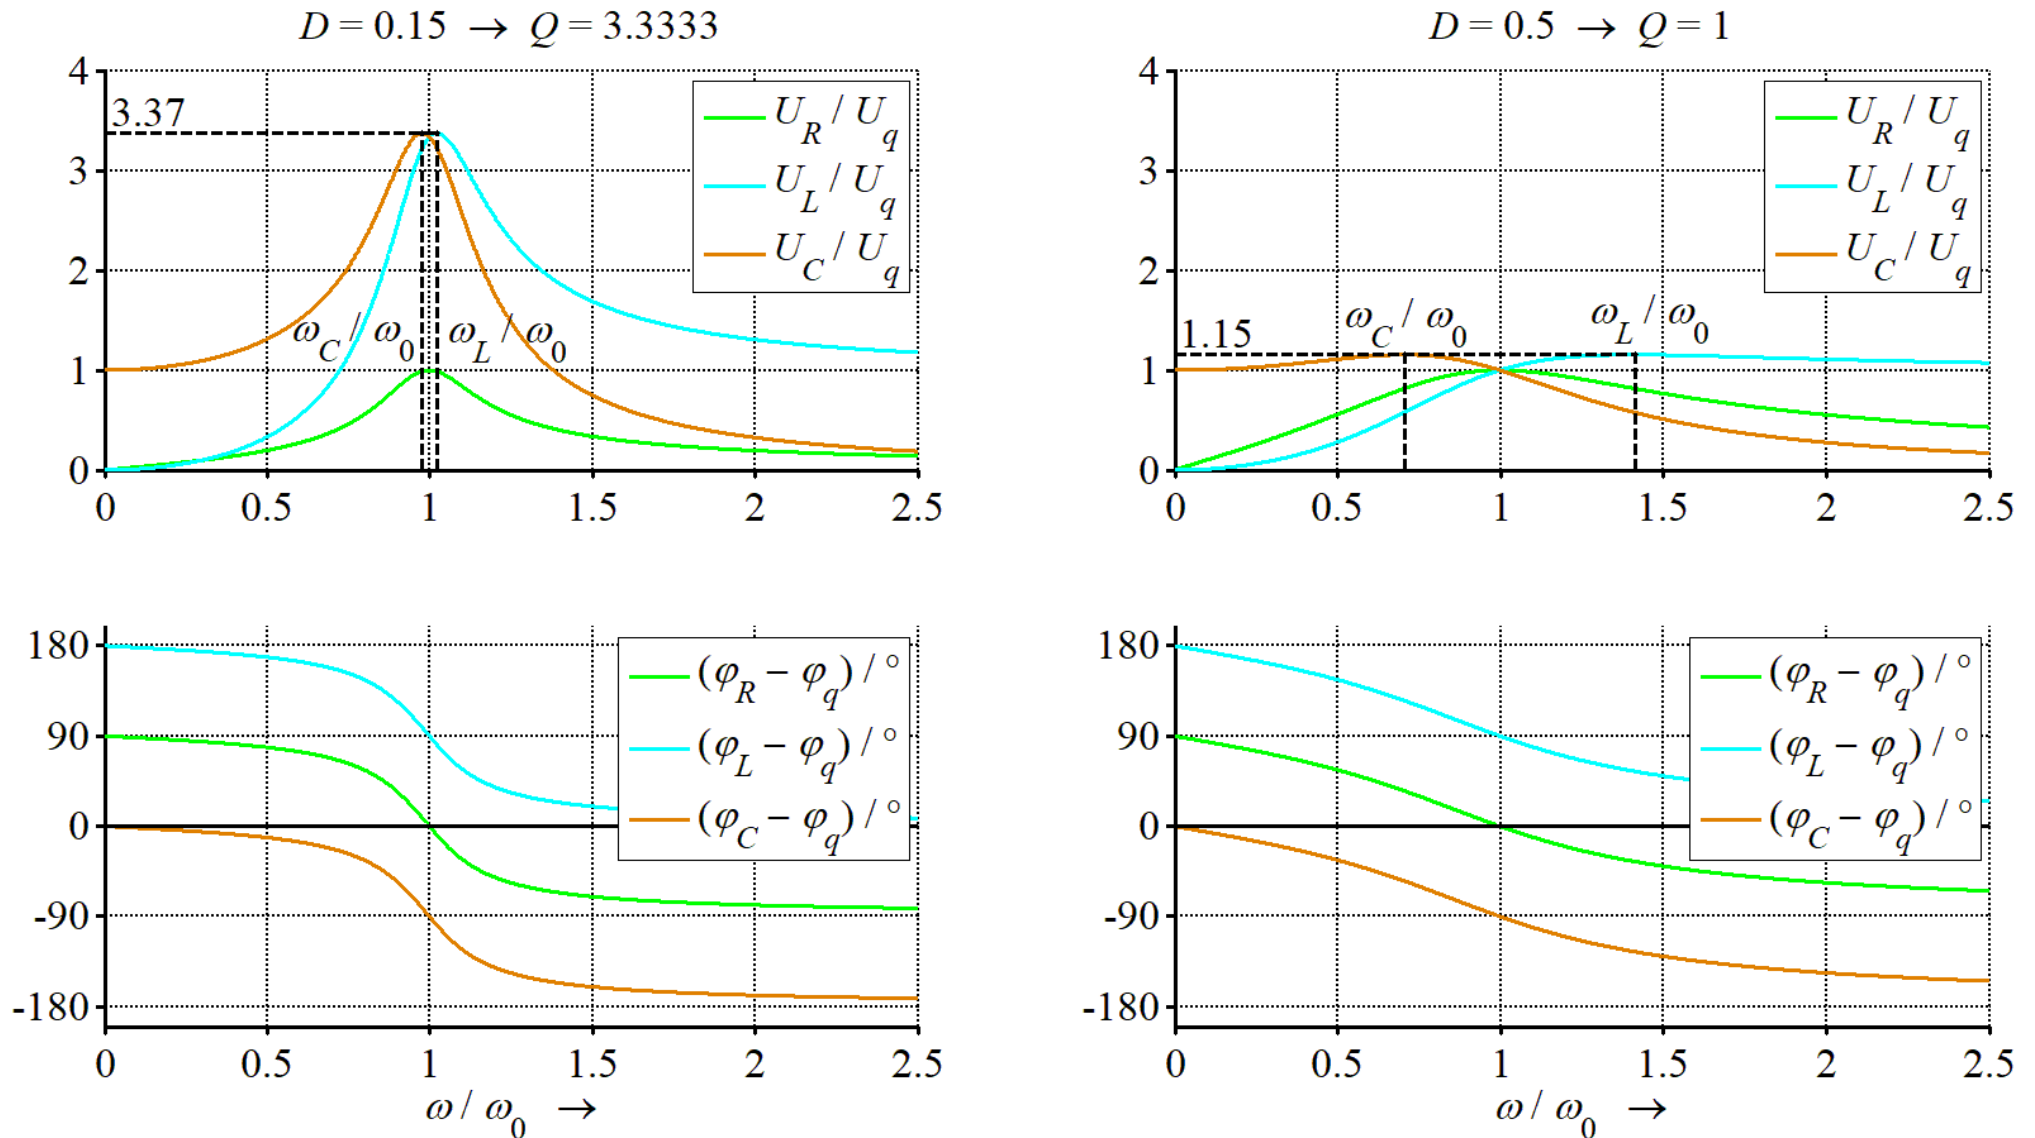 D = 0.15 → Q = 3.3333
4
3
2
1
0
3.37
U_R / U_q
U_L / U_q
U_C / U_q
ω_C / ω_0
ω_L / ω_0
0 0.5 1 1.5 2 2.5
D = 0.5 → Q = 1
4
3
2
1
0
1.15
U_R / U_q
U_L / U_q
U_C / U_q
ω_C / ω_0
ω_L / ω_0
0 0.5 1 1.5 2 2.5
180
90
0
-90
-180
(φ_R − φ_q) / °
(φ_L − φ_q) / °
(φ_C − φ_q) / °
0 0.5 1 1.5 2 2.5
ω / ω_0 →
180
90
0
-90
-180
(φ_R − φ_q) / °
(φ_L − φ_q) / °
(φ_C − φ_q) / °
0 0.5 1 1.5 2 2.5
ω / ω_0 →